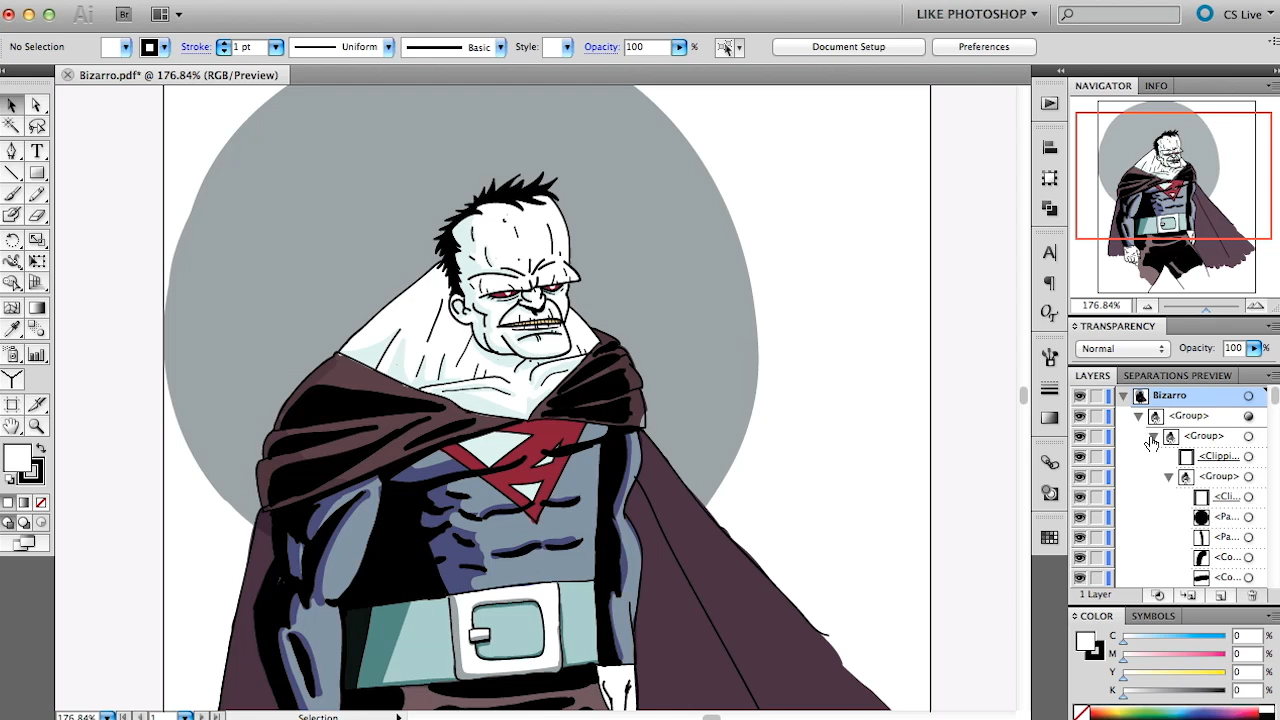 Ai Br LIKE PHOTOSHOP CS Live
No Selection Stroke: 1 pt Uniform Basic Style: Opacity: 100 % Document Setup Preferences
Bizarro.pdf* @ 176.84% (RGB/Preview)
NAVIGATOR INFO
176.84%
TRANSPARENCY
Normal Opacity: 100 %
LAYERS SEPARATIONS PREVIEW
Bizarro
<Group>
<Group>
<Clippi...
<Group>
<Cli...
<Pa...
<Pa...
<Co...
<Co...
1 Layer
COLOR SYMBOLS
C 0 %
M 0 %
Y 0 %
K 0 %
176.84% 1 Selection